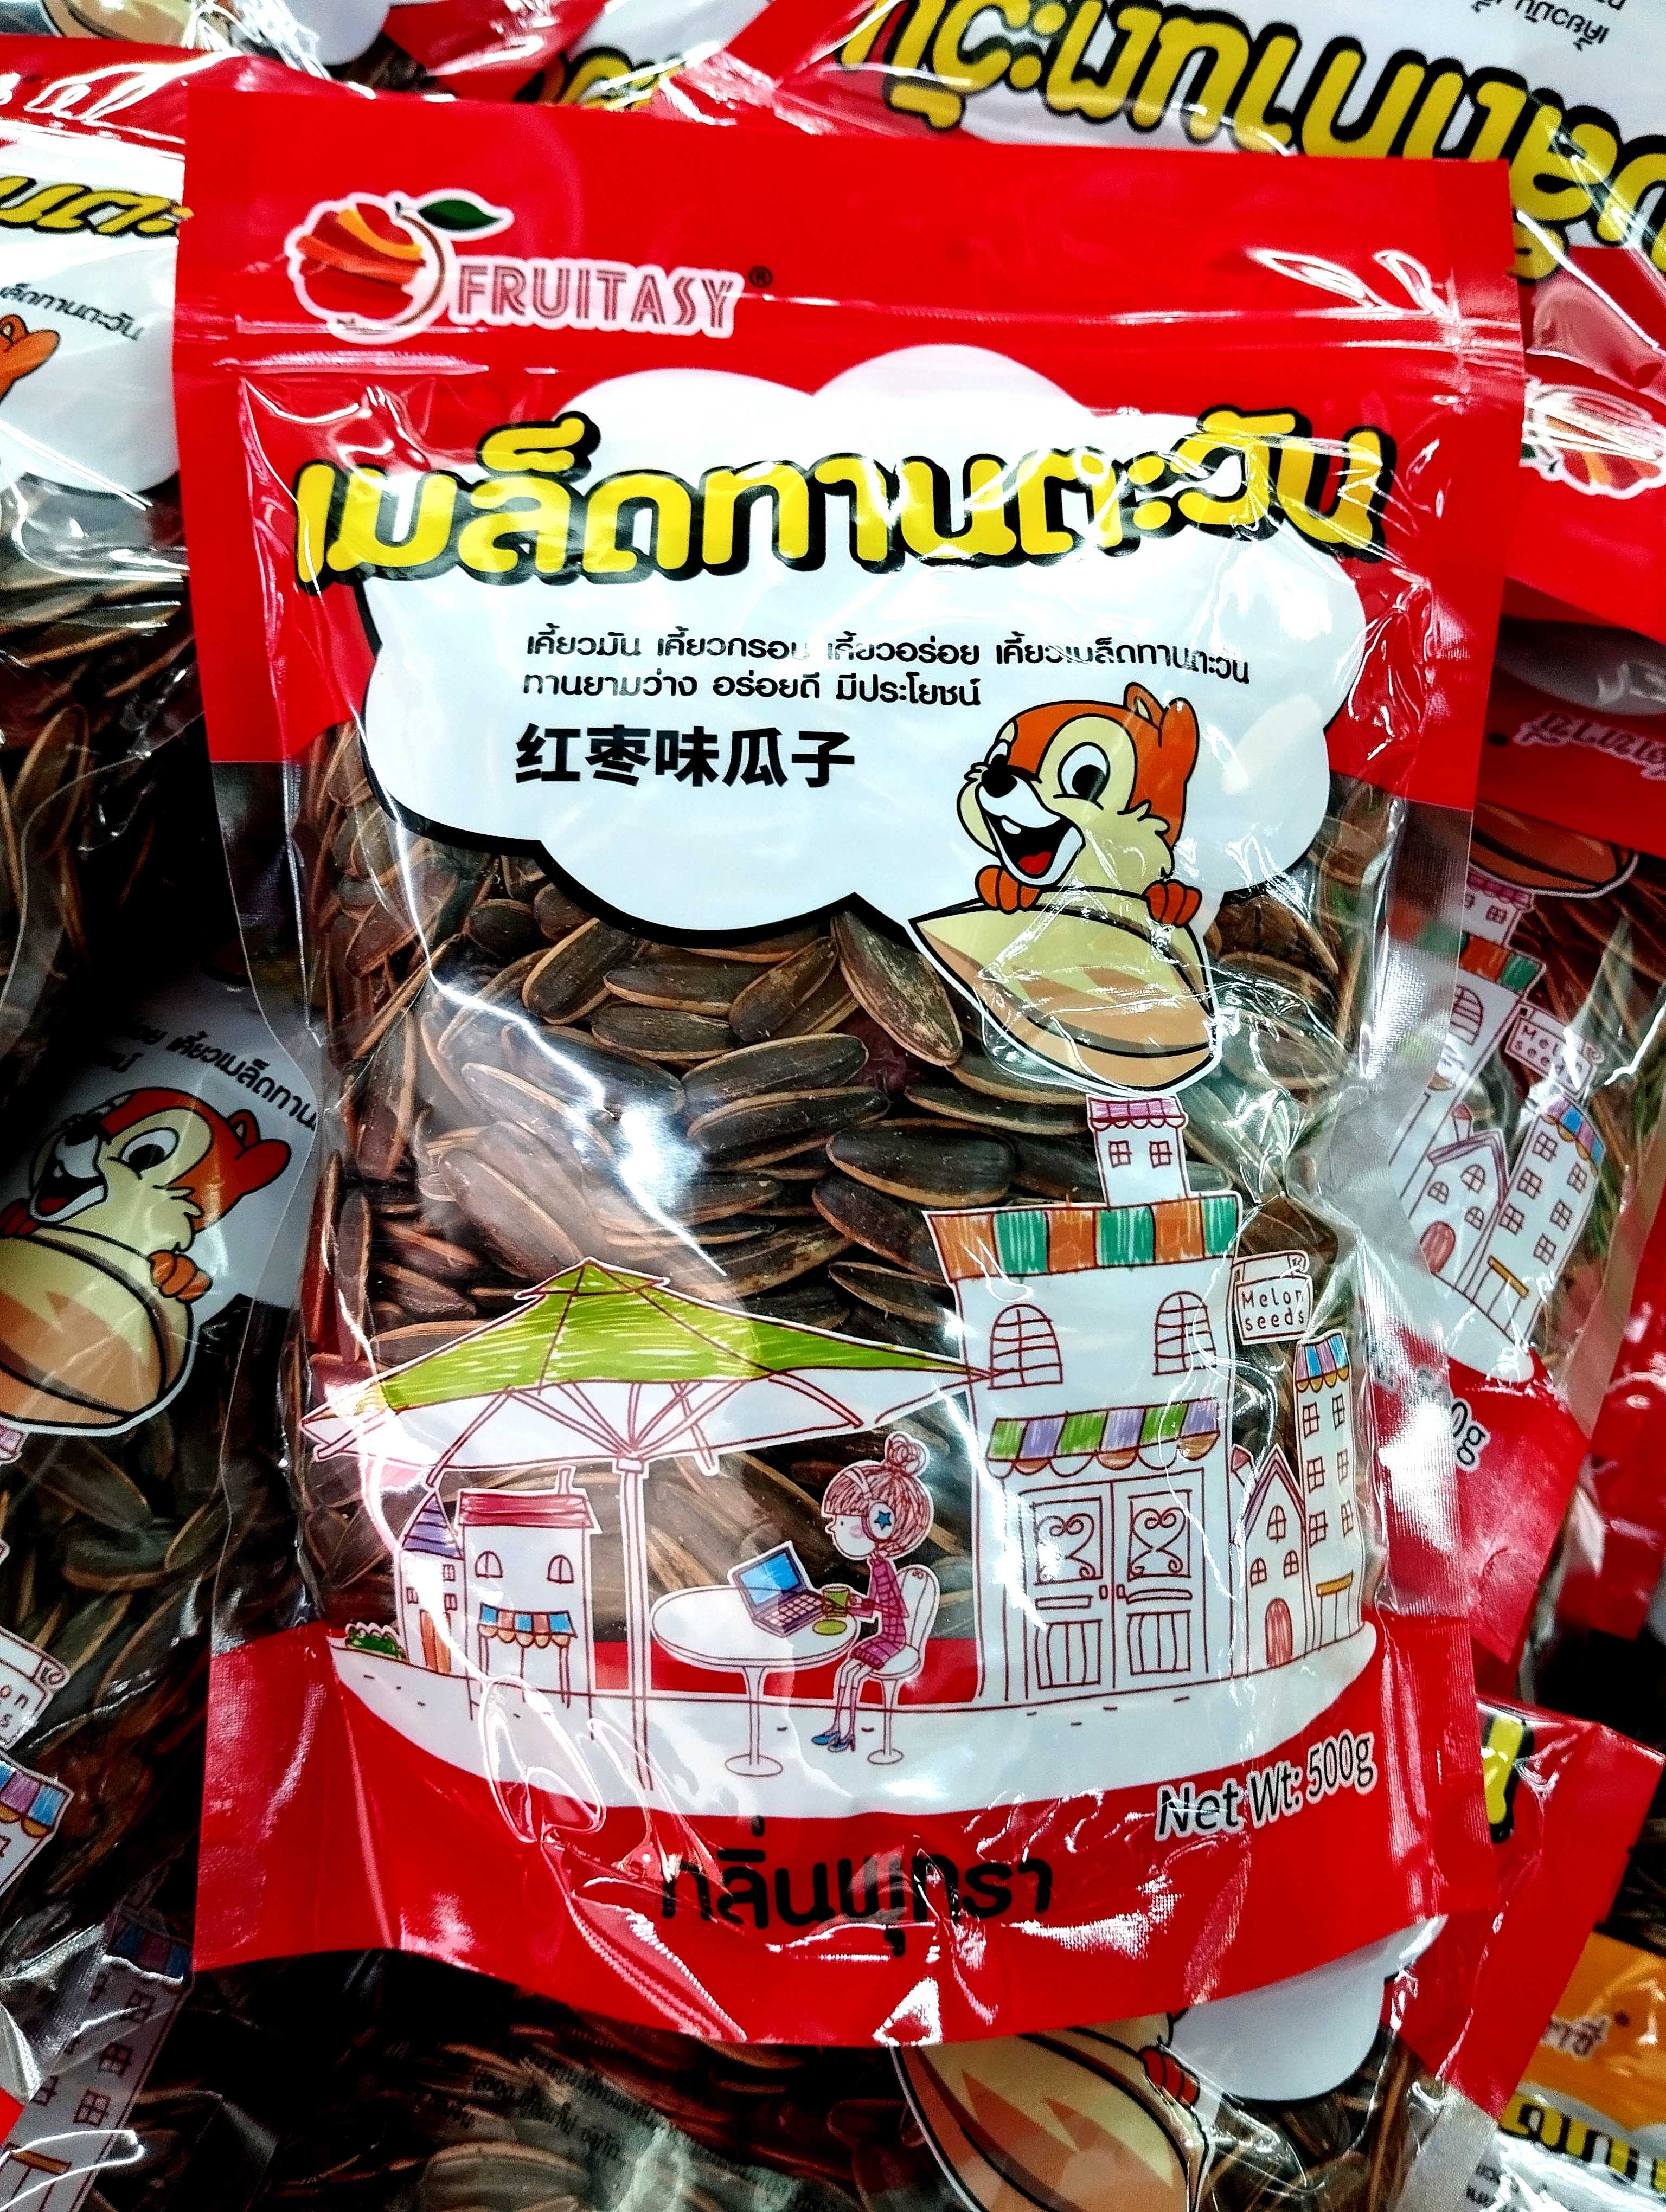 FRUITASY®
เมล็ดทานตะวัน
เคี้ยวมัน เคี้ยวกรอบ เคี้ยวอร่อย เคี้ยวเมล็ดทานตะวัน
ทานยามว่าง อร่อยดี มีประโยชน์
红枣味瓜子
Melon
seeds
Net Wt: 500g
กลิ่นพุทรา